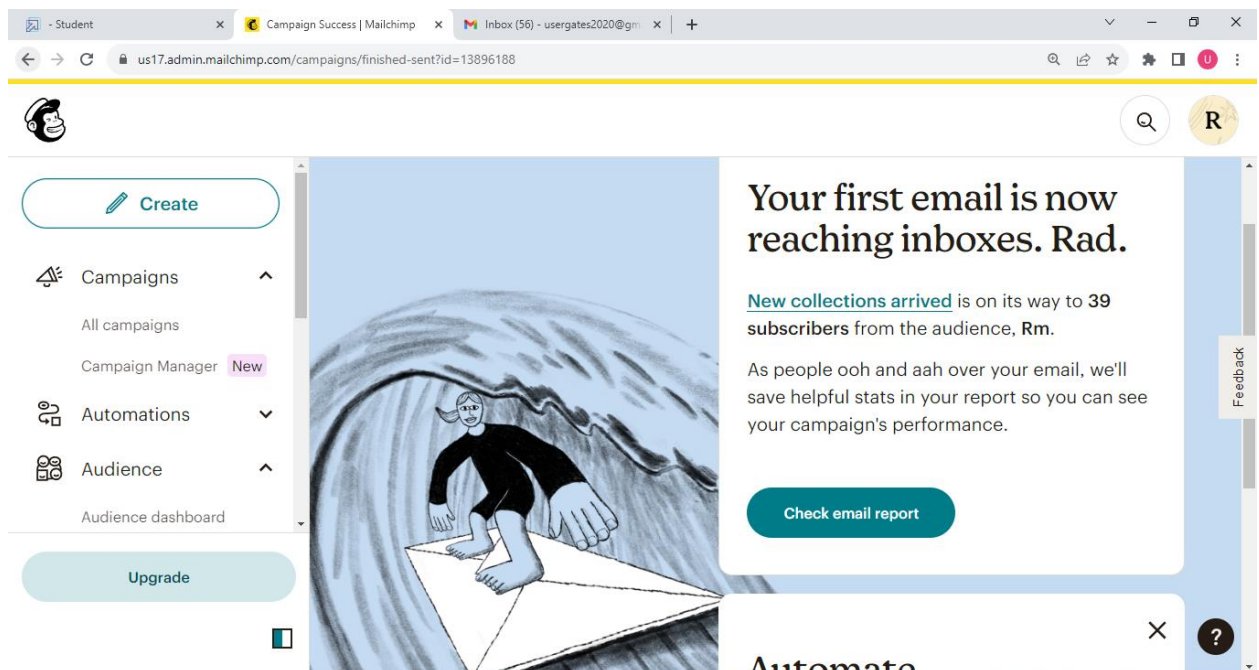 - Student
Campaign Success | Mailchimp
Inbox (56) - usergates2020@gm
us17.admin.mailchimp.com/campaigns/finished-sent?id=13896188
U
R
Create
Campaigns
All campaigns
Campaign Manager New
Automations
Audience
Audience dashboard
Upgrade
Your first email is now
reaching inboxes. Rad.
New collections arrived is on its way to 39
subscribers from the audience, Rm.
As people ooh and aah over your email, we'll
save helpful stats in your report so you can see
your campaign's performance.
Check email report
Feedback
Automate
?